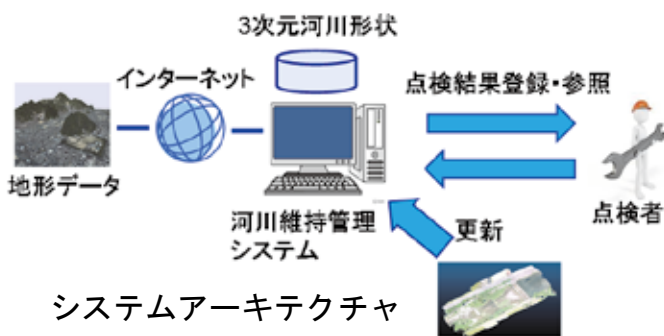 3次元河川形状
インターネット
点検結果登録・参照
地形データ
河川維持管理
システム
更新
点検者
システムアーキテクチャ